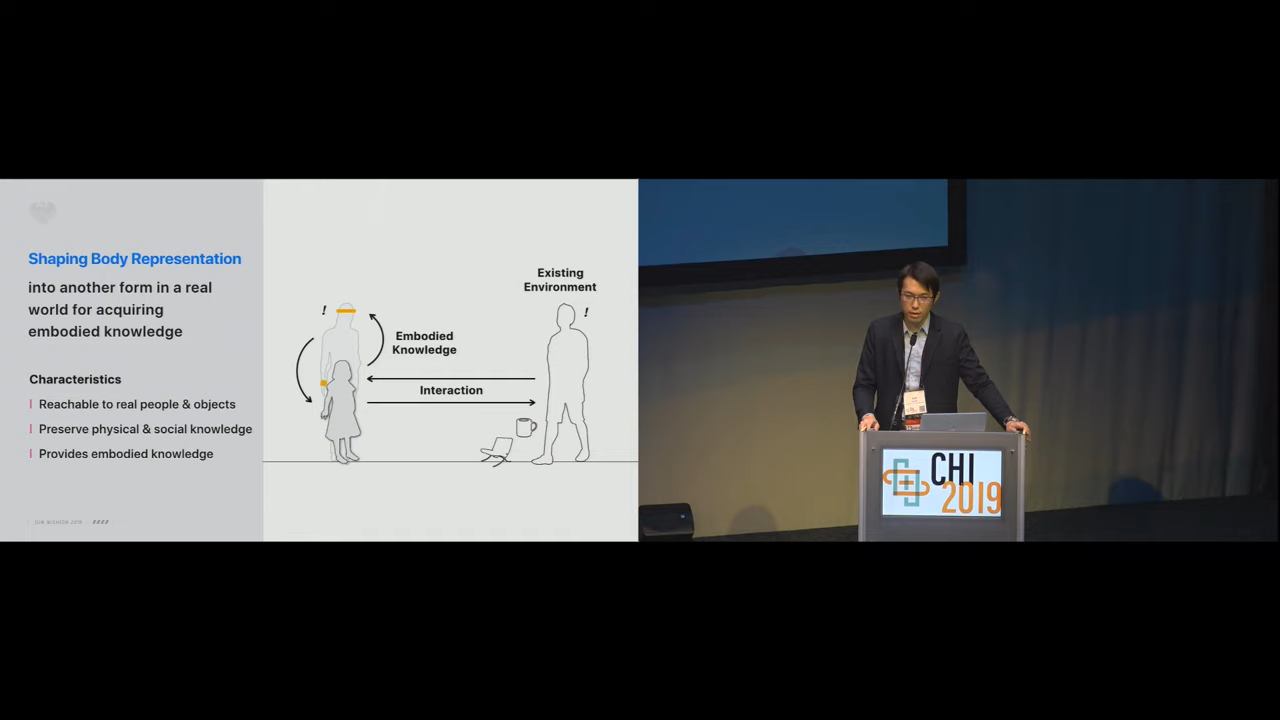 Shaping Body Representation
into another form in a real
world for acquiring
embodied knowledge
Characteristics
Reachable to real people & objects
Preserve physical & social knowledge
Provides embodied knowledge
!
Embodied
Knowledge
Interaction
Existing
Environment
!
CHI
2019